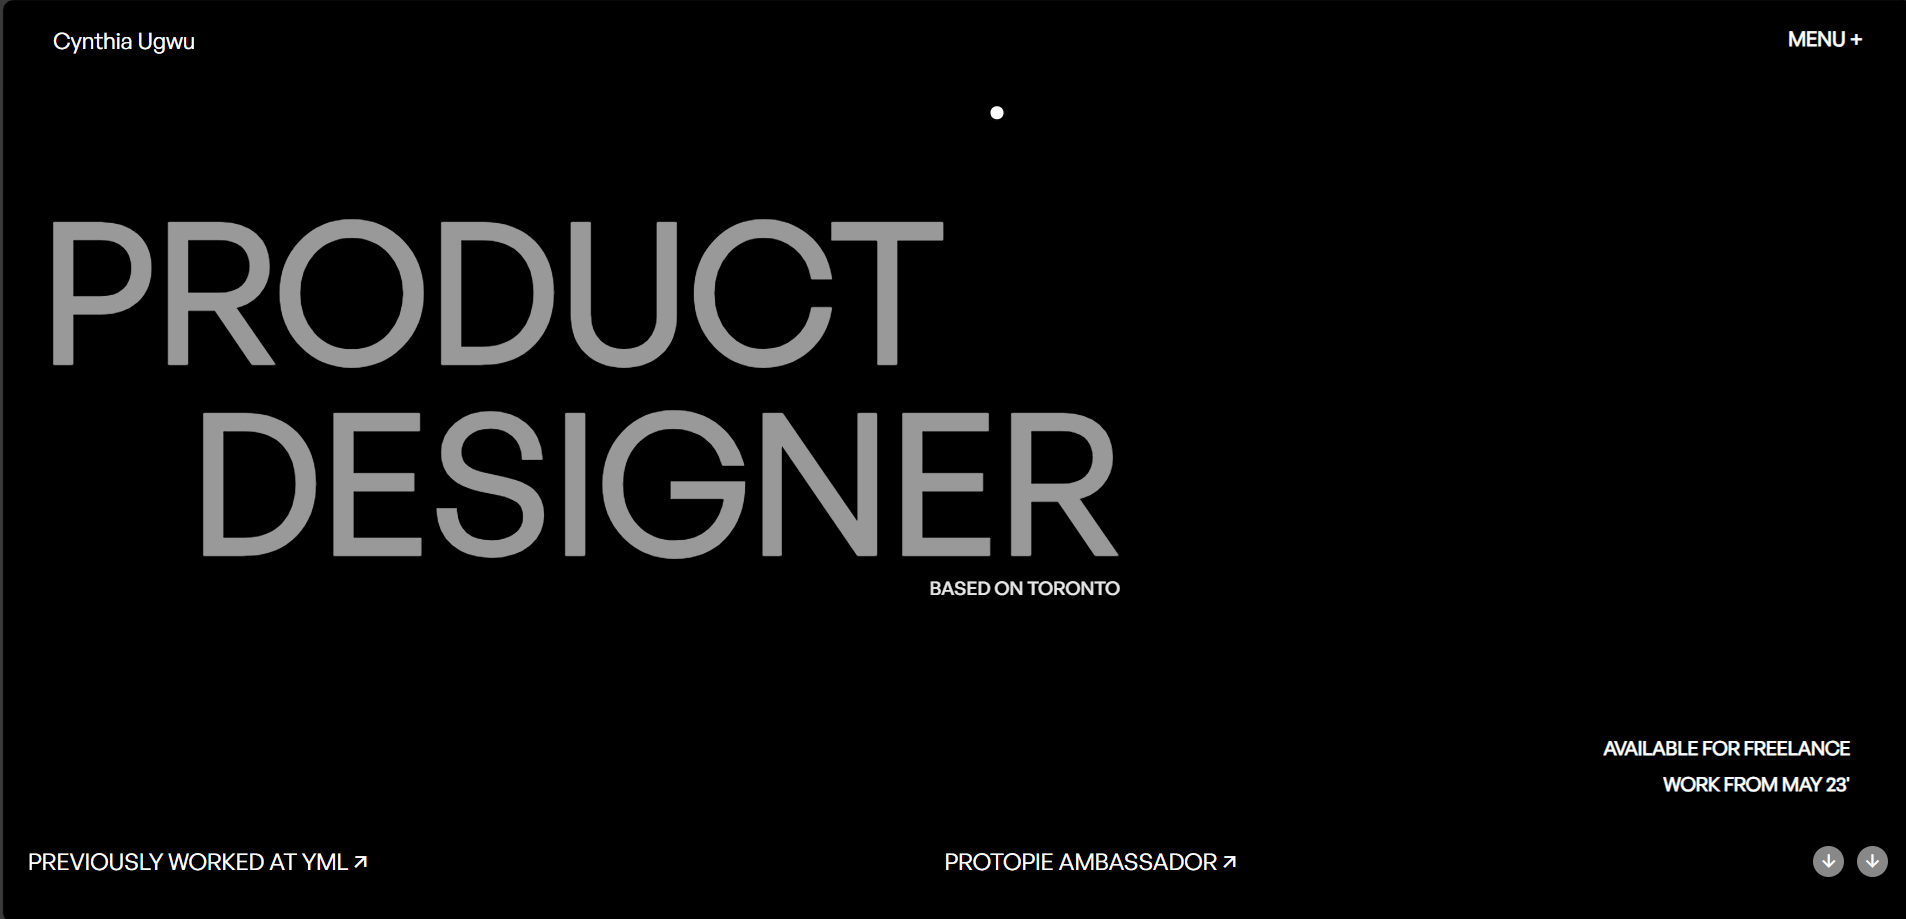 Cynthia Ugwu
MENU +
PRODUCT
DESIGNER
BASED ON TORONTO
AVAILABLE FOR FREELANCE
WORK FROM MAY 23'
PREVIOUSLY WORKED AT YML
PROTOPIE AMBASSADOR